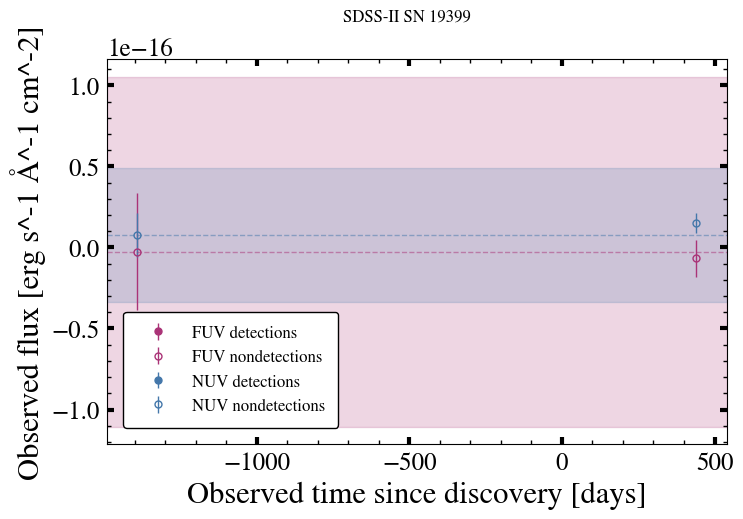 SDSS-II SN 19399
1e−16
1.0
0.5
0.0
−0.5
−1.0
Observed flux [erg s^-1 Å^-1 cm^-2]
FUV detections
FUV nondetections
NUV detections
NUV nondetections
−1000 −500 0 500
Observed time since discovery [days]